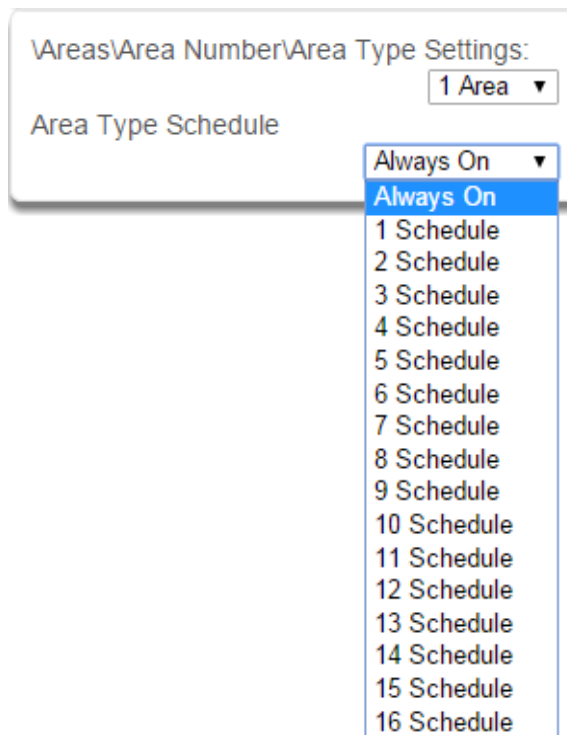 \Areas\Area Number\Area Type Settings:
1 Area ▼
Area Type Schedule
Always On ▼
Always On
1 Schedule
2 Schedule
3 Schedule
4 Schedule
5 Schedule
6 Schedule
7 Schedule
8 Schedule
9 Schedule
10 Schedule
11 Schedule
12 Schedule
13 Schedule
14 Schedule
15 Schedule
16 Schedule